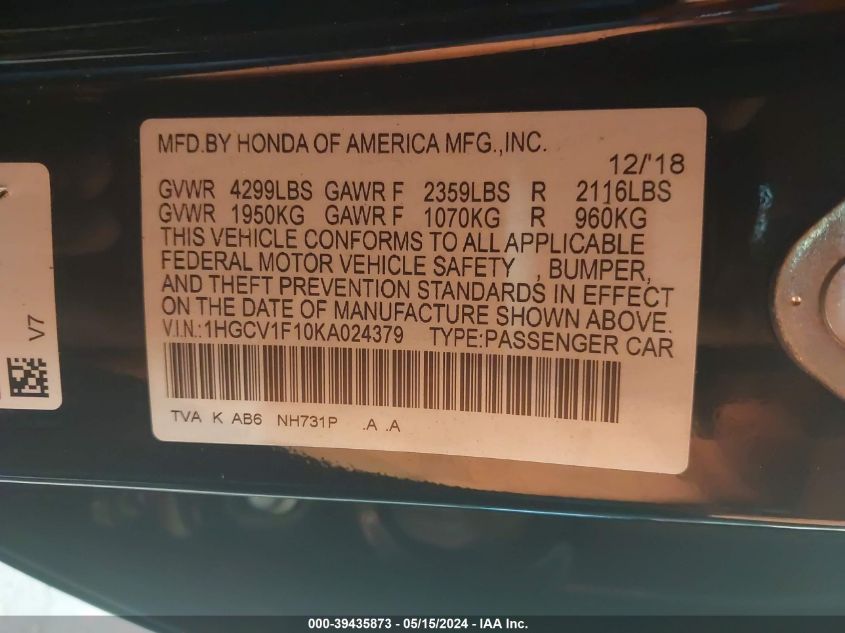 MFD.BY HONDA OF AMERICA MFG.,INC.
12/'18
GVWR 4299LBS GAWR F 2359LBS R 2116LBS
GVWR 1950KG GAWR F 1070KG R 960KG
THIS VEHICLE CONFORMS TO ALL APPLICABLE
FEDERAL MOTOR VEHICLE SAFETY , BUMPER,
AND THEFT PREVENTION STANDARDS IN EFFECT
ON THE DATE OF MANUFACTURE SHOWN ABOVE.
V.I.N.:1HGCV1F10KA024379 TYPE:PASSENGER CAR
TVA K AB6 NH731P .A .A
V7
000-39435873 - 05/15/2024 - IAA Inc.